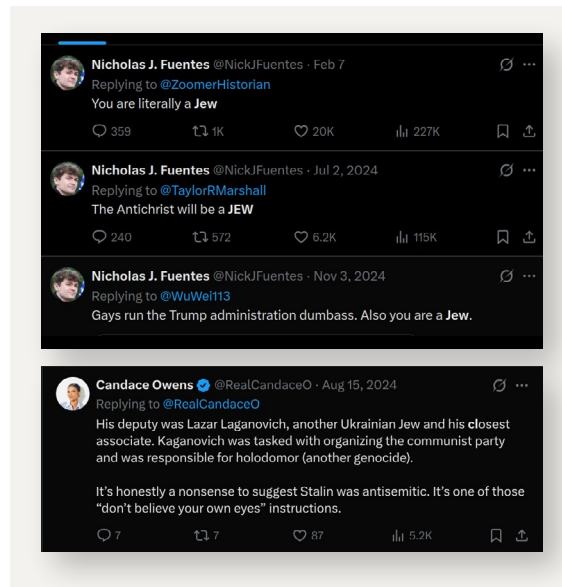 Nicholas J. Fuentes @NickJFuentes · Feb 7
Replying to @ZoomerHistorian
You are literally a Jew
359 1K 20K 227K
Nicholas J. Fuentes @NickJFuentes · Jul 2, 2024
Replying to @TaylorRMarshall
The Antichrist will be a JEW
240 572 6.2K 115K
Nicholas J. Fuentes @NickJFuentes · Nov 3, 2024
Replying to @WuWei113
Gays run the Trump administration dumbass. Also you are a Jew.
Candace Owens @RealCandaceO · Aug 15, 2024
Replying to @RealCandaceO
His deputy was Lazar Laganovich, another Ukrainian Jew and his closest
associate. Kaganovich was tasked with organizing the communist party
and was responsible for holodomor (another genocide).
It's honestly a nonsense to suggest Stalin was antisemitic. It's one of those
“don't believe your own eyes” instructions.
7 7 87 5.2K